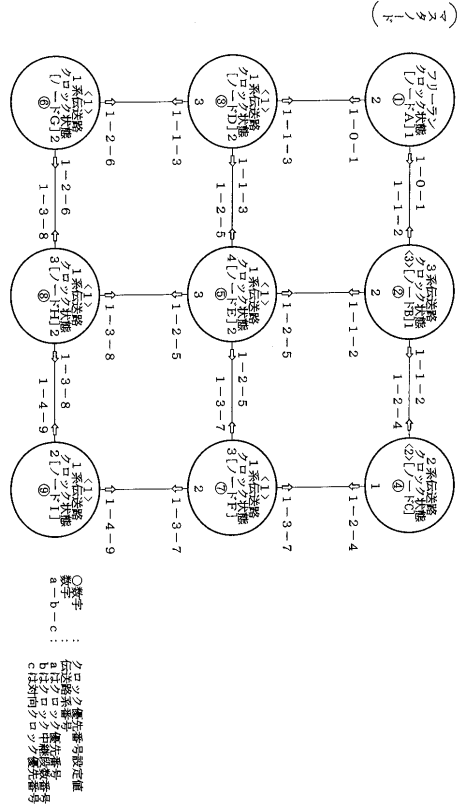 (マスタノード)
フリーラン
クロック状態
[ノードA] 1
①
2
1-0-1
1-1-2
3系伝送路
クロック状態
<3>[ノードB] 1
②
2
1-1-2
1-2-4
2系伝送路
クロック状態
<2>[ノードC]
④
1
1-0-1
1-1-3
1-1-2
1-2-5
1-2-4
1-3-7
<1>
1系伝送路
クロック状態
[ノードD] 2
③
3
1-1-3
1-2-5
<1>
1系伝送路
クロック状態
4[ノードE] 2
⑤
3
1-2-5
1-3-7
<1>
1系伝送路
クロック状態
3[ノードF]
⑦
2
1-1-3
1-2-6
1-2-5
1-3-8
1-3-7
1-4-9
<1>
1系伝送路
クロック状態
[ノードG] 2
⑥
1-2-6
1-3-8
<1>
1系伝送路
クロック状態
3[ノードH] 2
⑧
1-3-8
1-4-9
<1>
1系伝送路
クロック状態
2[ノードI]
⑨
○数字 : クロック優先番号設定値
数字 : 伝送路系番号
a-b-c : aはクロック優先番号
bはクロック中継段数番号
cは対向クロック優先番号